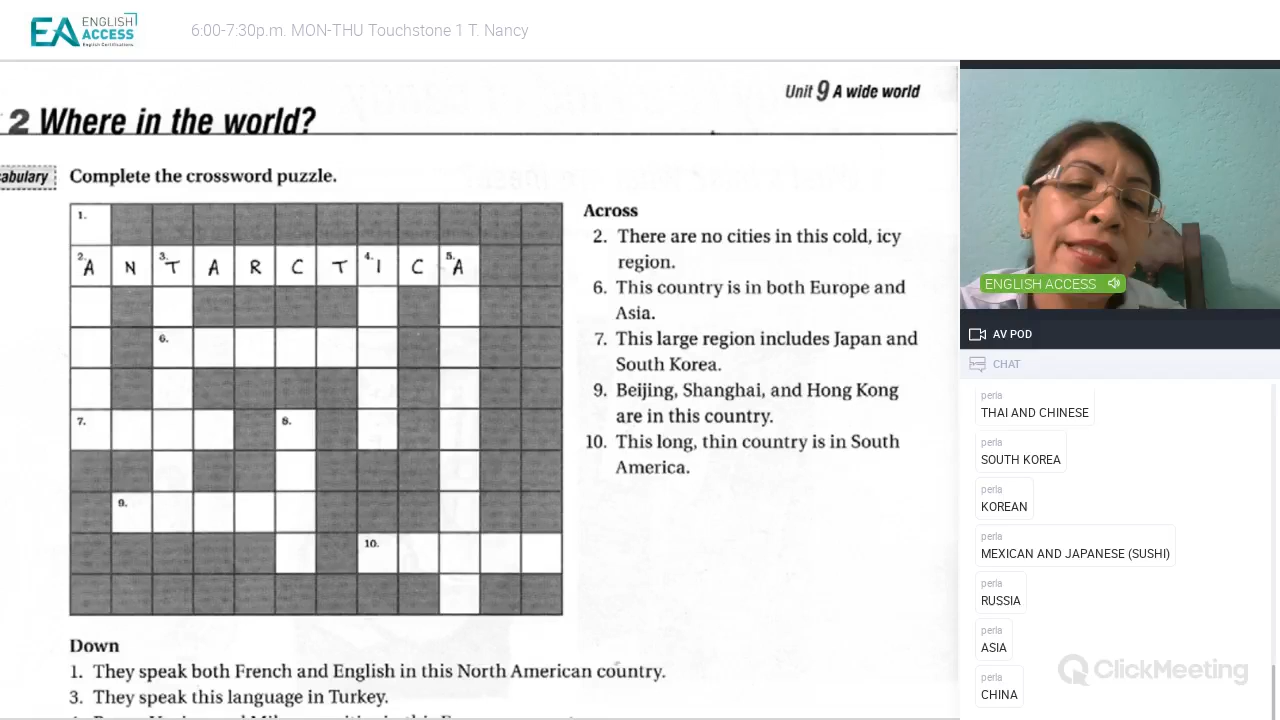 EA ENGLISH ACCESS
English Certifications
6:00-7:30p.m. MON-THU Touchstone 1 T. Nancy
Unit 9 A wide world
2 Where in the world?
abulary
Complete the crossword puzzle.
1.
2. A N 3. T A R C T 4. I C 5. A
6.
7.
8.
9.
10.
Across
2. There are no cities in this cold, icy
region.
6. This country is in both Europe and
Asia.
7. This large region includes Japan and
South Korea.
9. Beijing, Shanghai, and Hong Kong
are in this country.
10. This long, thin country is in South
America.
Down
1. They speak both French and English in this North American country.
3. They speak this language in Turkey.
ENGLISH ACCESS
AV POD
CHAT
perla
THAI AND CHINESE
perla
SOUTH KOREA
perla
KOREAN
perla
MEXICAN AND JAPANESE (SUSHI)
perla
RUSSIA
perla
ASIA
perla
CHINA
ClickMeeting